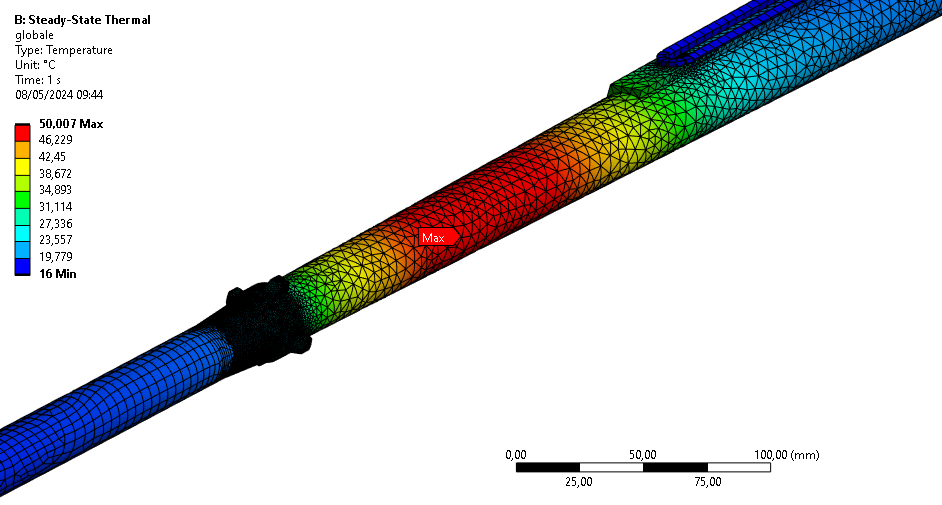 B: Steady-State Thermal
globale
Type: Temperature
Unit: °C
Time: 1 s
08/05/2024 09:44
50,007 Max
46,229
42,45
38,672
34,893
31,114
27,336
23,557
19,779
16 Min
Max
0,00 50,00 100,00 (mm)
25,00 75,00